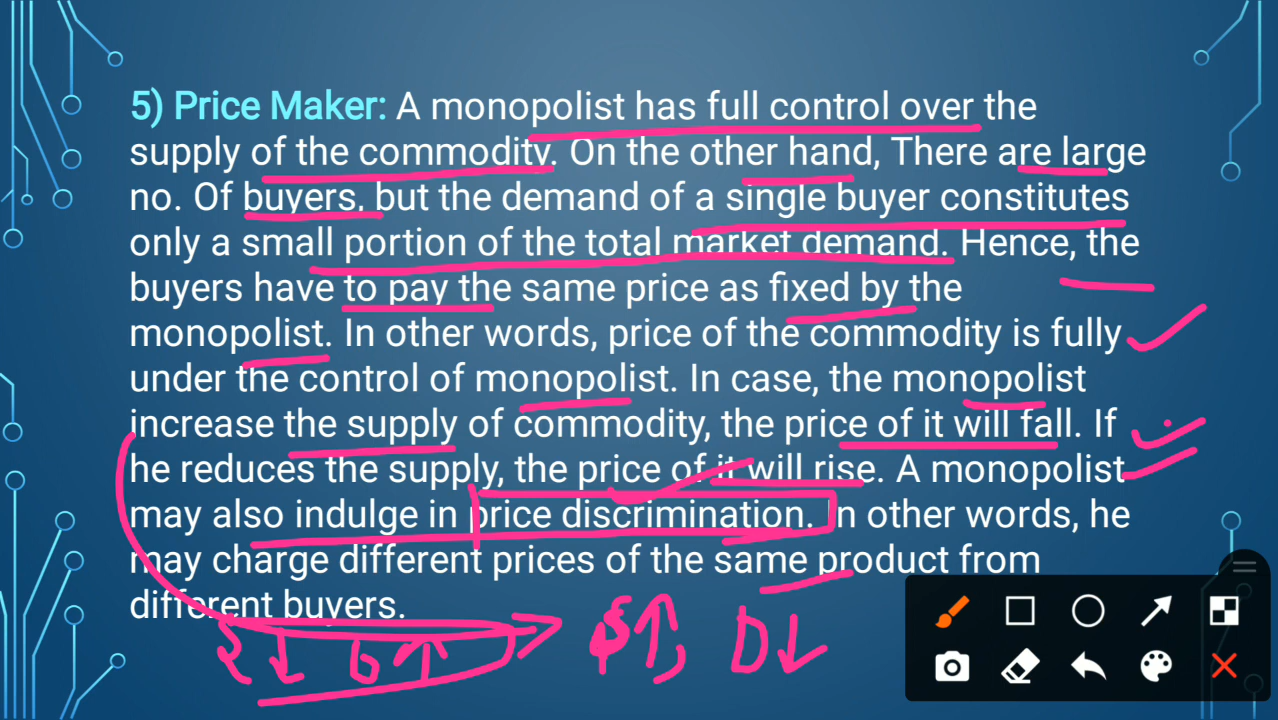 5) Price Maker: A monopolist has full control over the
supply of the commodity. On the other hand, There are large
no. Of buyers, but the demand of a single buyer constitutes
only a small portion of the total market demand. Hence, the
buyers have to pay the same price as fixed by the
monopolist. In other words, price of the commodity is fully
under the control of monopolist. In case, the monopolist
increase the supply of commodity, the price of it will fall. If
he reduces the supply, the price of it will rise. A monopolist
may also indulge in price discrimination. In other words, he
may charge different prices of the same product from
different buyers.
S↑, D↓